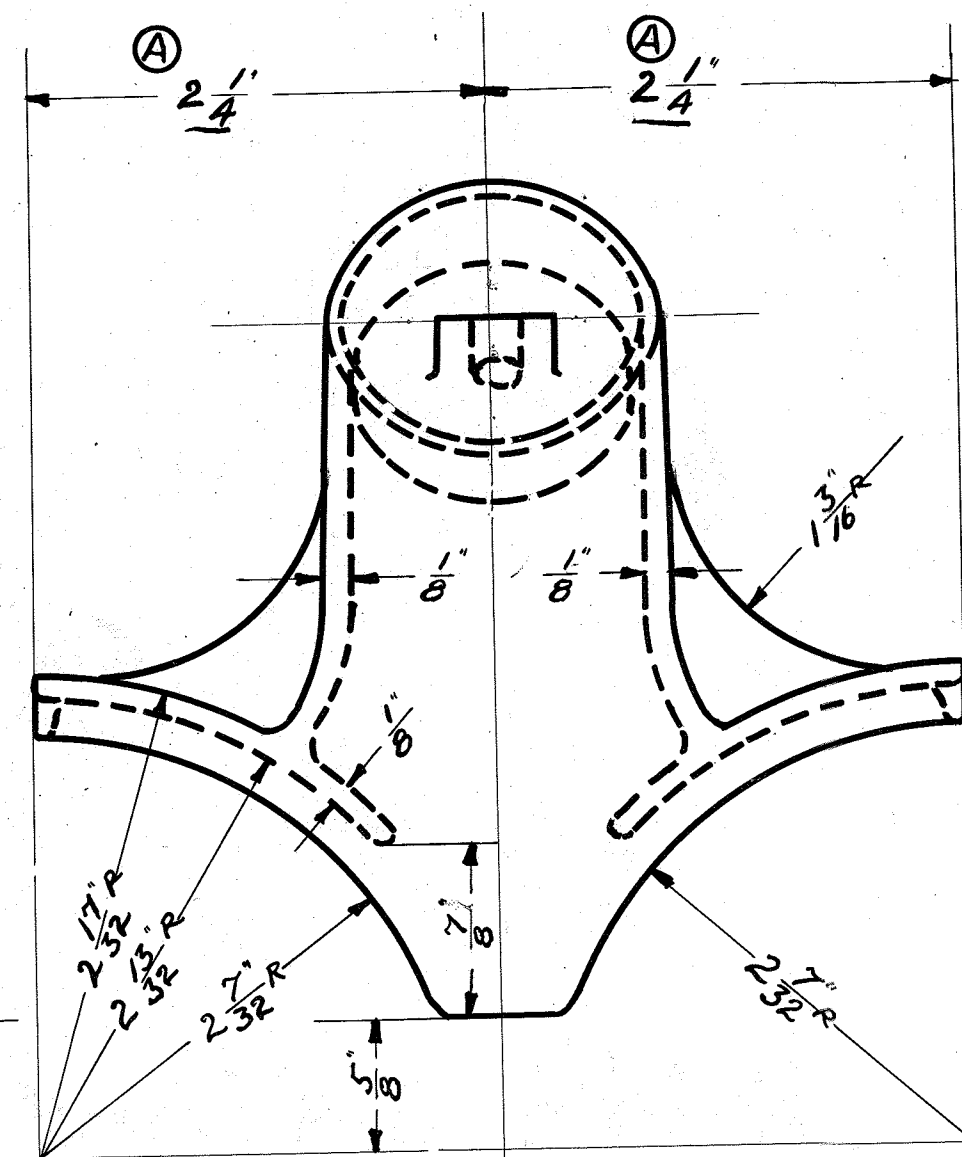 A
2 1/4"
A
2 1/4"
1 3/16" R
1/8"
1/8"
1/8"
2 17/32" R
2 13/32" R
2 7/32" R
7/8"
2 7/32" R
5/8"